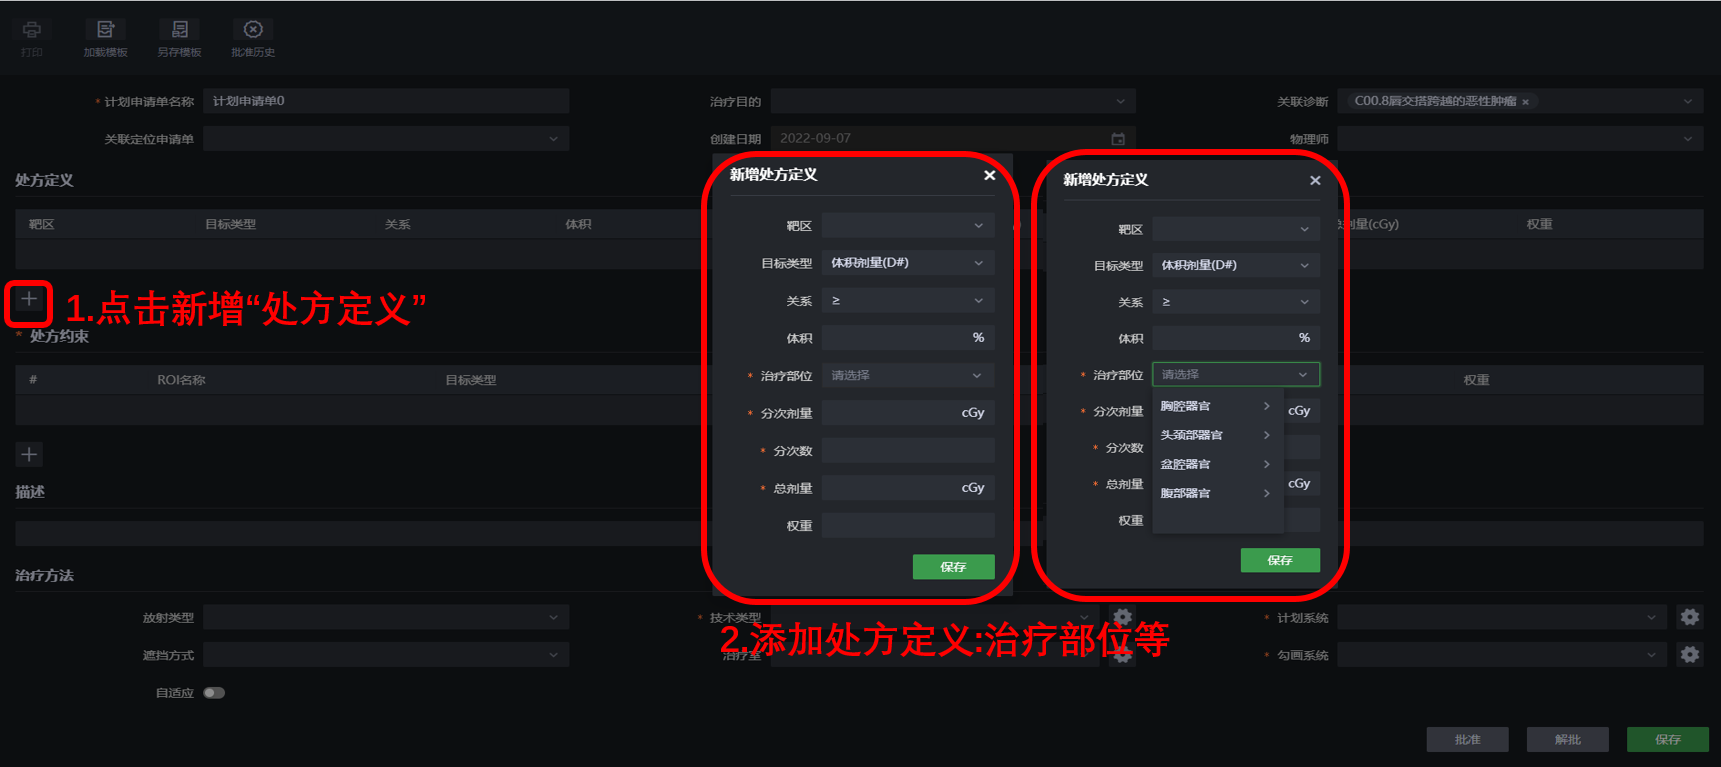 打印 加载模板 另存模板 批准历史
* 计划申请单名称 计划申请单0 治疗目的 关联诊断 C00.8唇交搭跨越的恶性肿瘤 ×
关联定位申请单 创建日期 2022-09-07 物理师
处方定义
靶区 目标类型 关系 体积 总剂量(cGy) 权重
1.点击新增“处方定义”
* 处方约束
# ROI名称 目标类型 权重
描述
治疗方法
放射类型 * 技术类型 * 计划系统
遮挡方式 治疗室 * 勾画系统
自适应
批准 解批 保存
新增处方定义 ×
靶区
目标类型 体积剂量(D#)
关系 ≥
体积 %
* 治疗部位 请选择
* 分次剂量 cGy
* 分次数
* 总剂量 cGy
权重
保存
新增处方定义 ×
靶区
目标类型 体积剂量(D#)
关系 ≥
体积 %
* 治疗部位 请选择
胸腔器官
头颈部器官
盆腔器官
腹部器官
* 分次剂量 cGy
* 分次数
* 总剂量 cGy
权重
保存
2.添加处方定义:治疗部位等